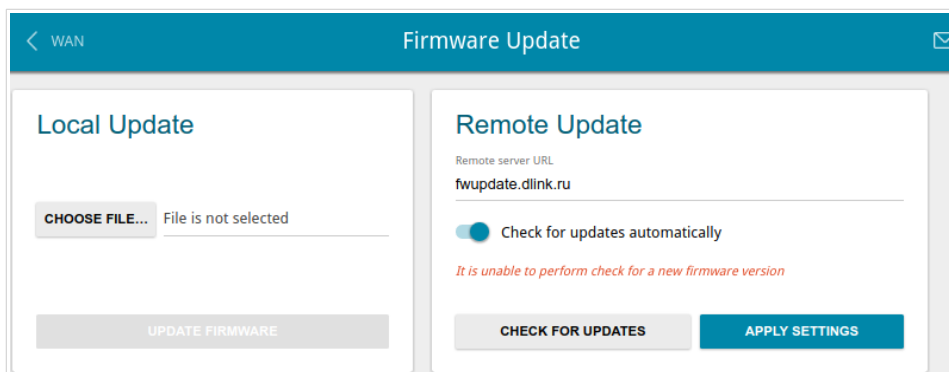 WAN
Firmware Update
Local Update
CHOOSE FILE...
File is not selected
UPDATE FIRMWARE
Remote Update
Remote server URL
fwupdate.dlink.ru
Check for updates automatically
It is unable to perform check for a new firmware version
CHECK FOR UPDATES
APPLY SETTINGS